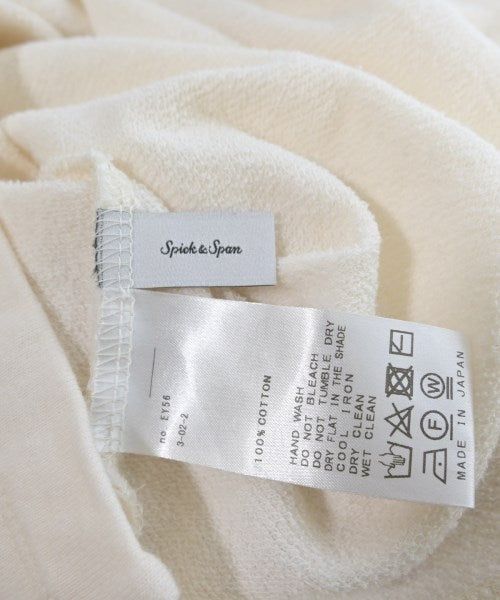 Spick & Span
no. EY56
3-02-2
100% COTTON
HAND WASH
DO NOT BLEACH
DO NOT TUMBLE DRY
DRY FLAT IN THE SHADE
COOL IRON
DRY CLEAN
WET CLEAN
F
W
MADE IN JAPAN